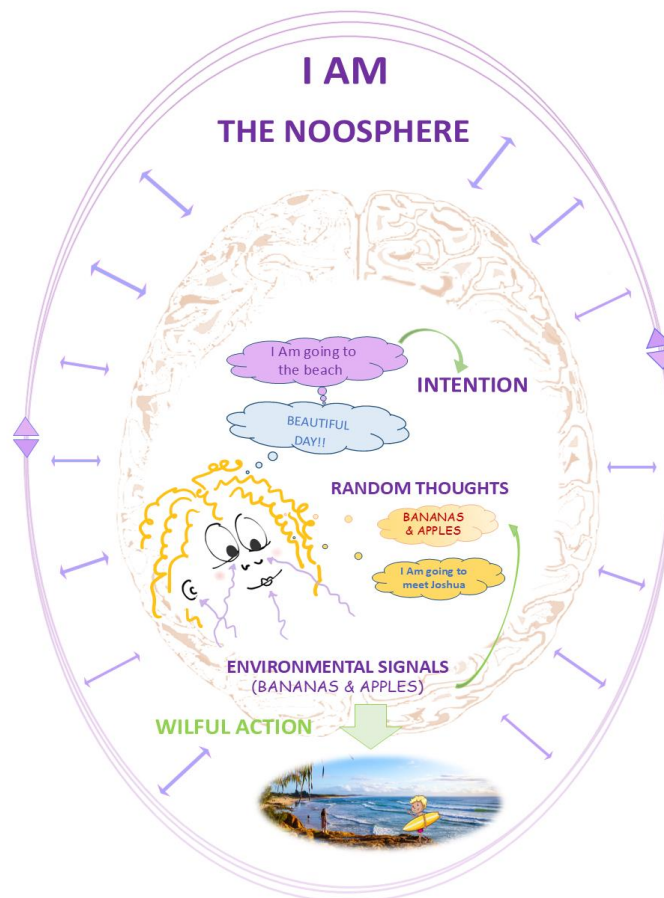 I AM
THE NOOSPHERE
I Am going to
the beach
INTENTION
BEAUTIFUL
DAY!!
RANDOM THOUGHTS
BANANAS
& APPLES
I Am going to
meet Joshua
ENVIRONMENTAL SIGNALS
(BANANAS & APPLES)
WILFUL ACTION